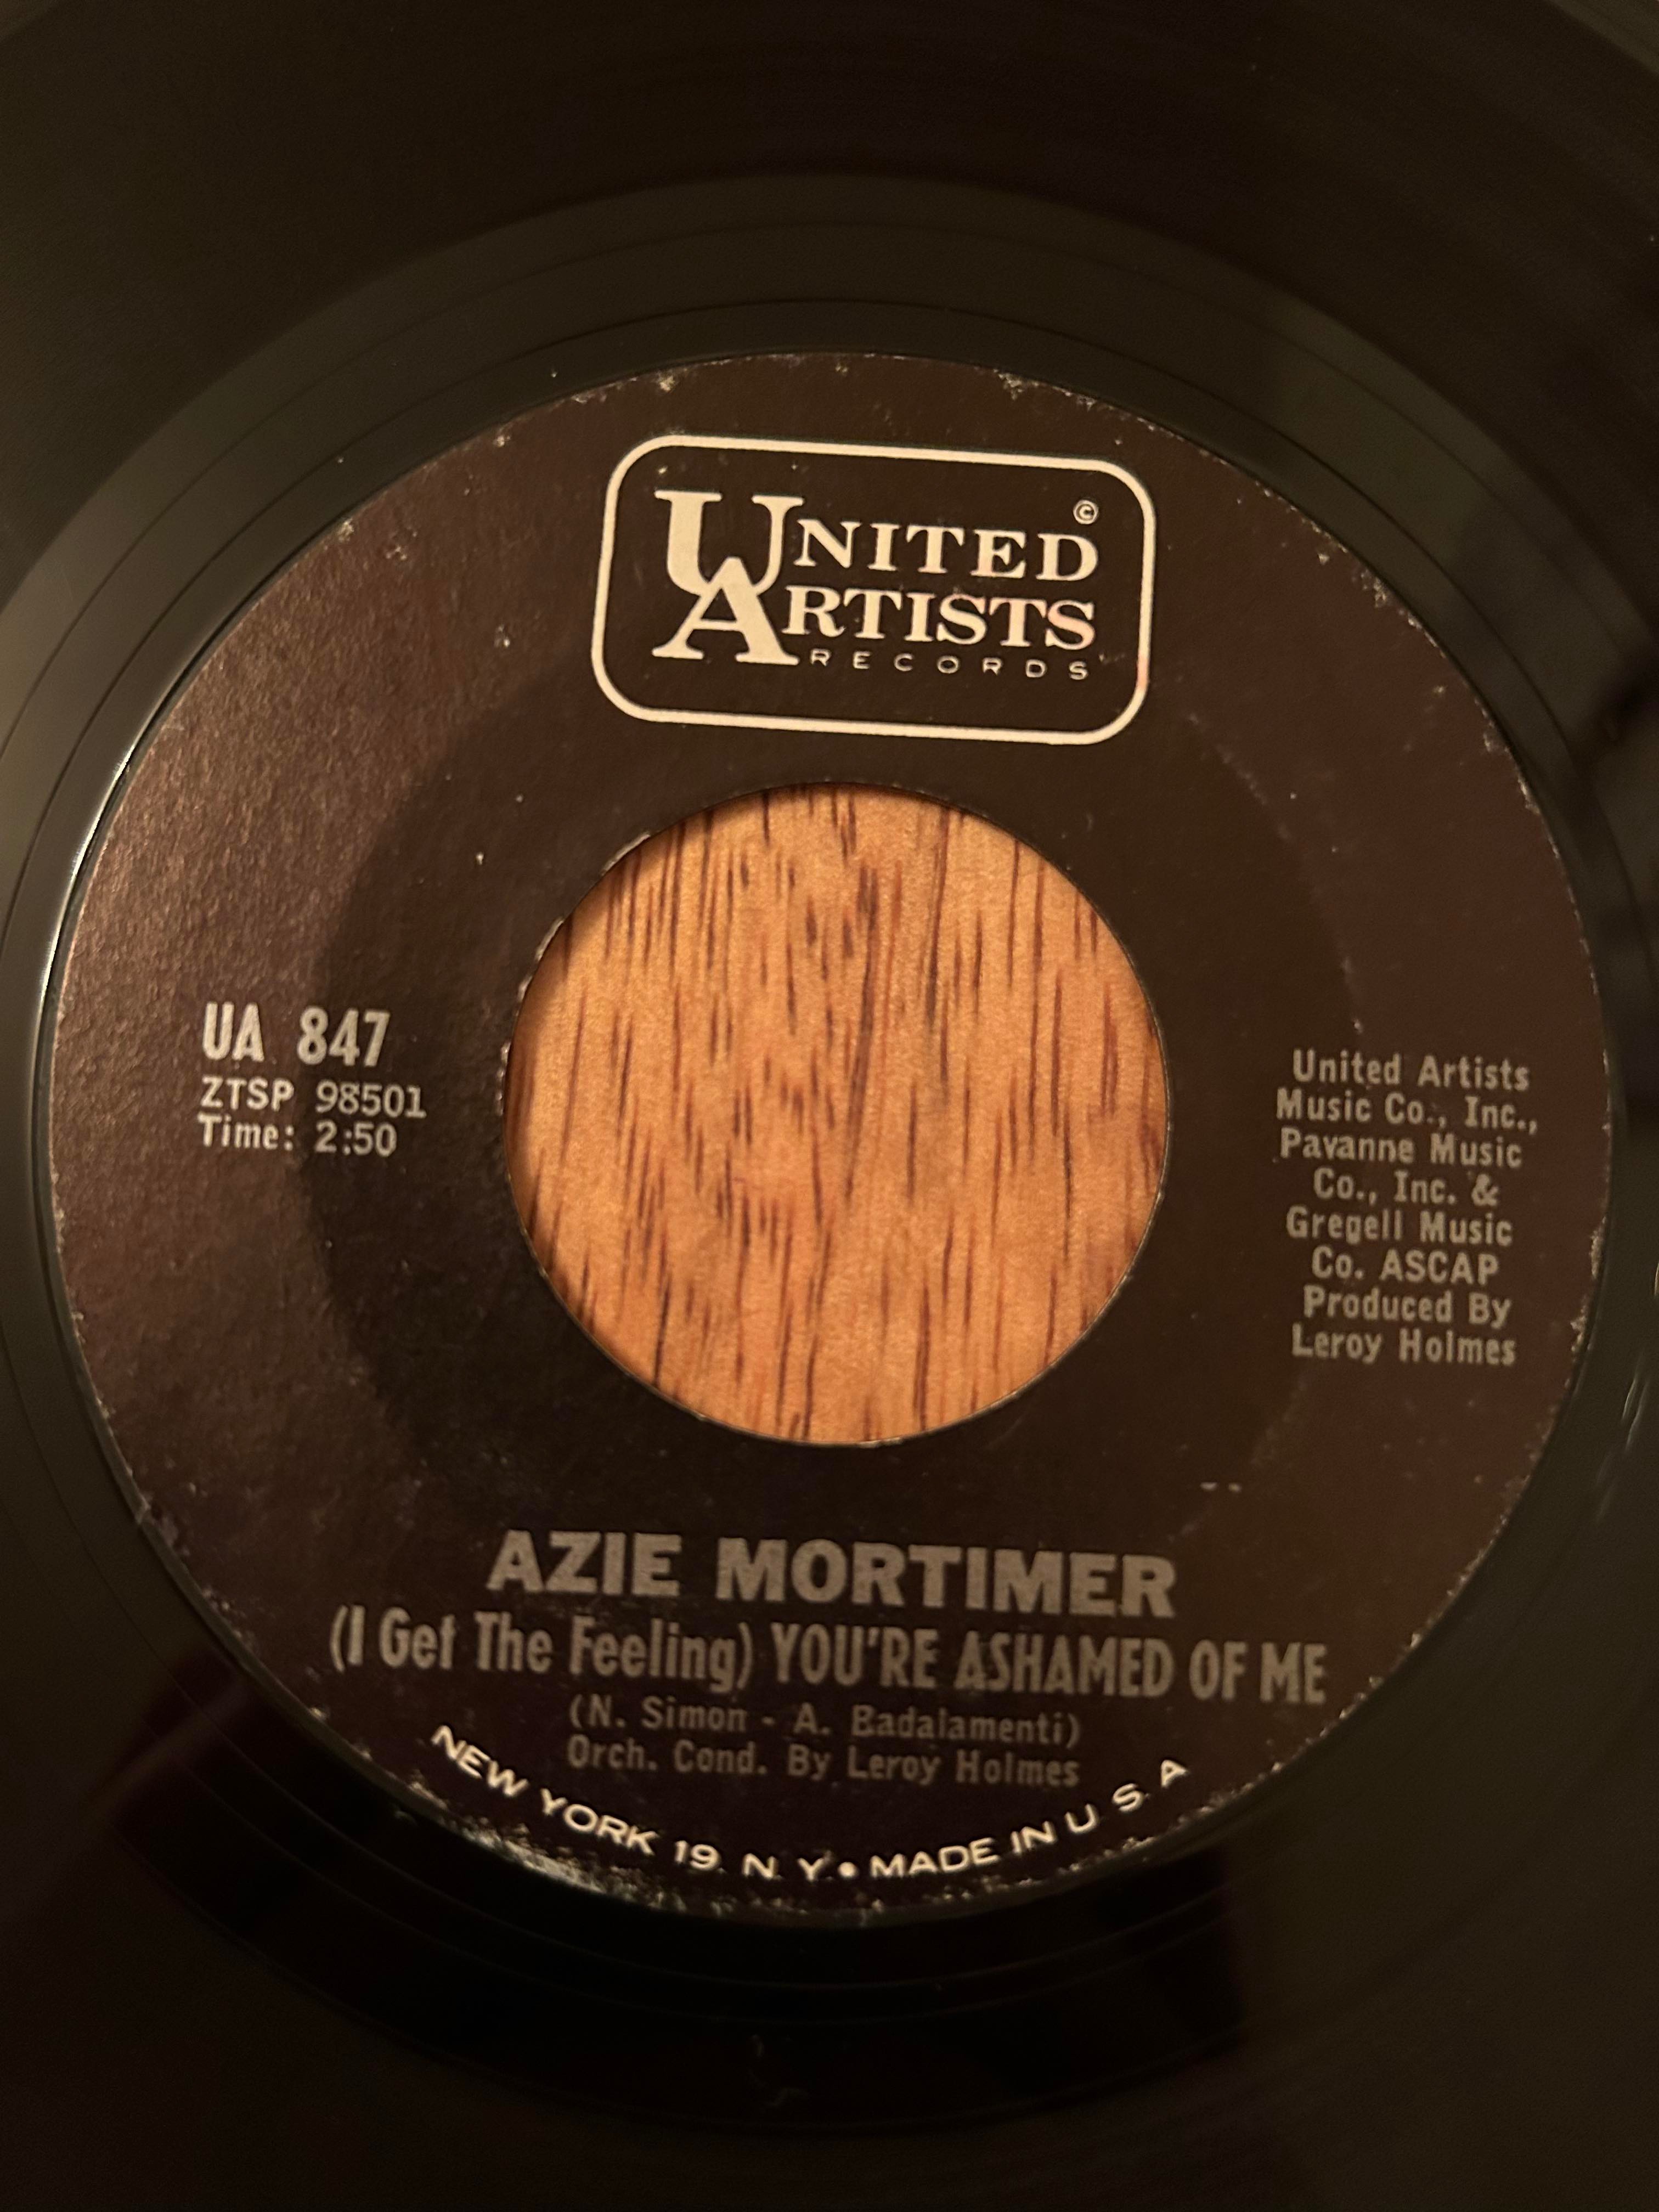 ©
UNITED
ARTISTS
RECORDS
UA 847
ZTSP 98501
Time: 2:50
United Artists
Music Co., Inc.,
Pavanne Music
Co., Inc. &
Gregell Music
Co. ASCAP
Produced By
Leroy Holmes
AZIE MORTIMER
(I Get The Feeling) YOU'RE ASHAMED OF ME
(N. Simon - A. Badalamenti)
Orch. Cond. By Leroy Holmes
NEW YORK 19. N. Y. • MADE IN U. S. A